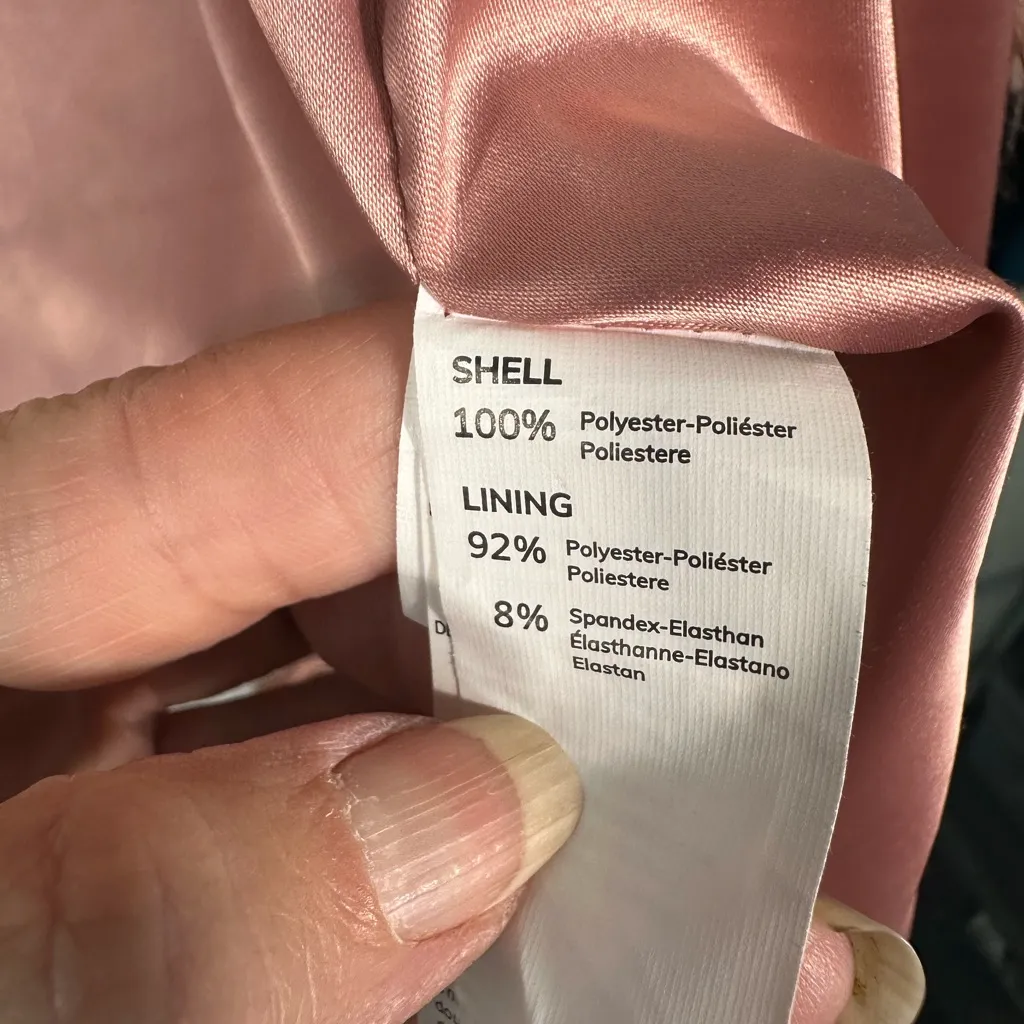 SHELL
100% Polyester-Poliéster
Poliestere
LINING
92% Polyester-Poliéster
Poliestere
8% Spandex-Elasthan
Élasthanne-Elastano
Elastan